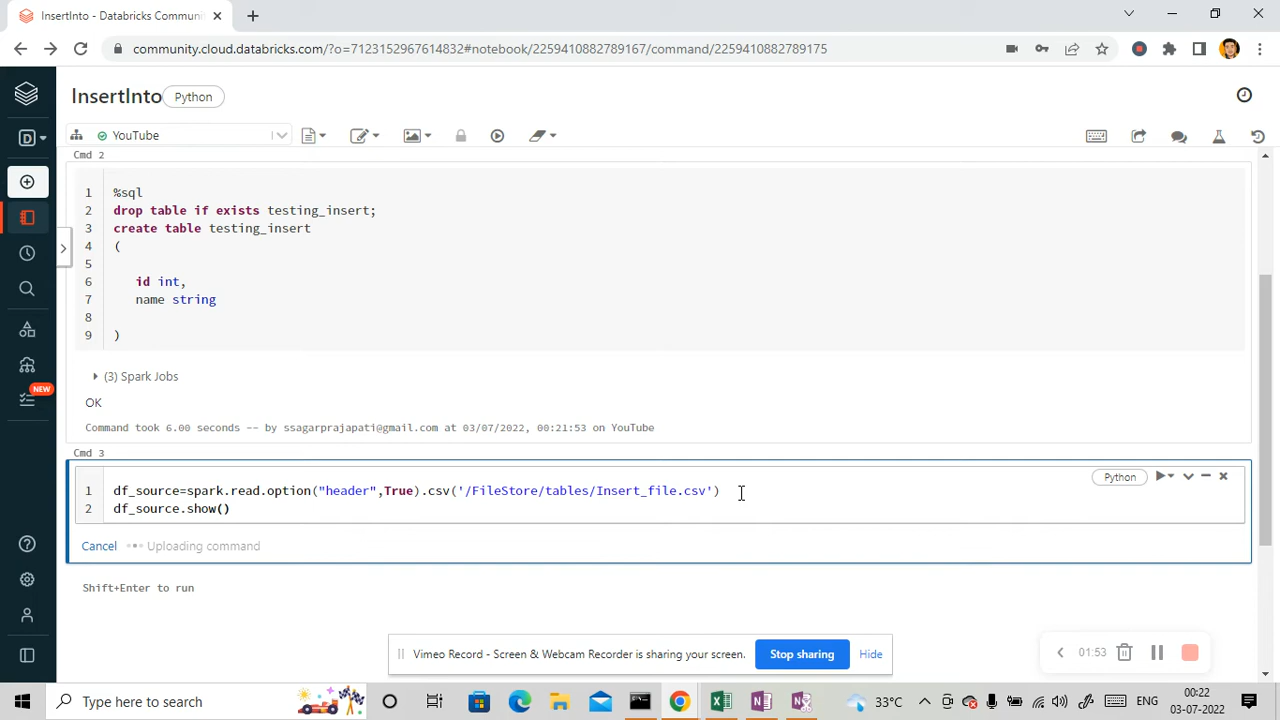 InsertInto - Databricks Commun
community.cloud.databricks.com/?o=7123152967614832#notebook/2259410882789167/command/2259410882789175
InsertInto
Python
D
YouTube
Cmd 2
1 %sql
2 drop table if exists testing_insert;
3 create table testing_insert
4 (
5
6 id int,
7 name string
8
9 )
(3) Spark Jobs
OK
Command took 6.00 seconds -- by ssagarprajapati@gmail.com at 03/07/2022, 00:21:53 on YouTube
NEW
Cmd 3
Python
1 df_source=spark.read.option("header",True).csv('/FileStore/tables/Insert_file.csv')
2 df_source.show()
Cancel Uploading command
Shift+Enter to run
Vimeo Record - Screen & Webcam Recorder is sharing your screen. Stop sharing Hide
01:53
Type here to search
33°C
ENG
00:22
03-07-2022